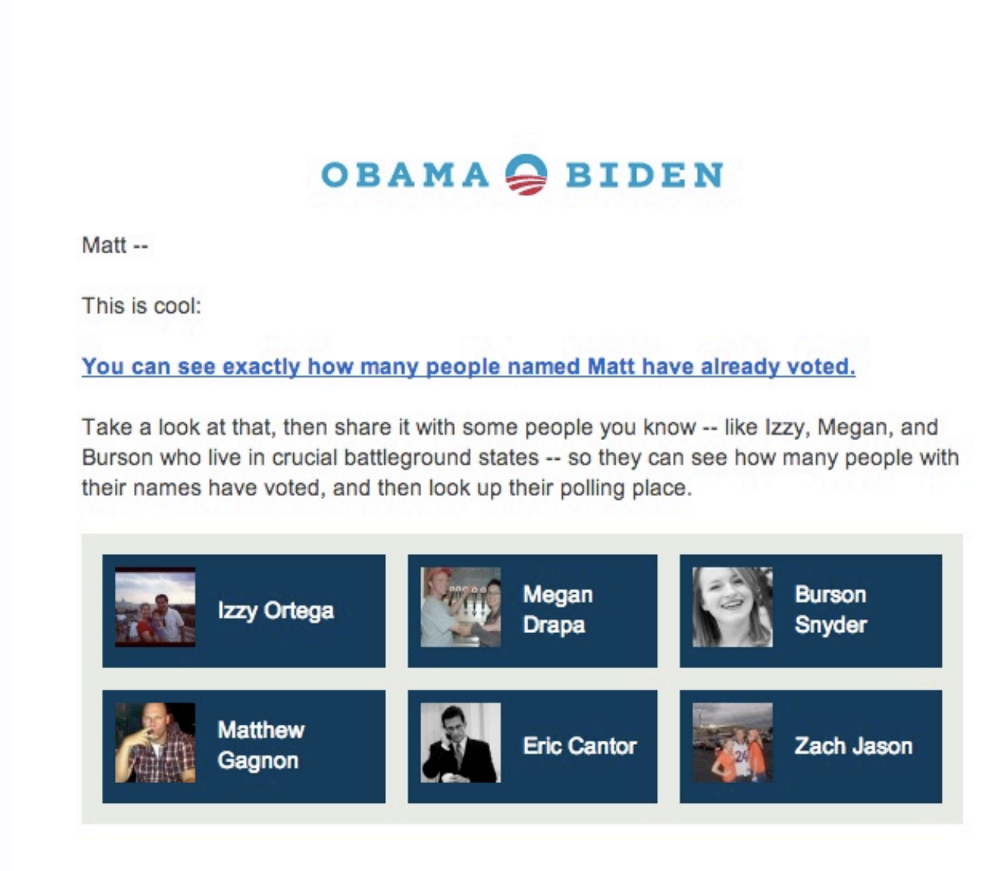 OBAMA BIDEN
Matt --
This is cool:
You can see exactly how many people named Matt have already voted.
Take a look at that, then share it with some people you know -- like Izzy, Megan, and
Burson who live in crucial battleground states -- so they can see how many people with
their names have voted, and then look up their polling place.
Izzy Ortega
Megan
Drapa
Burson
Snyder
Matthew
Gagnon
Eric Cantor
Zach Jason
24